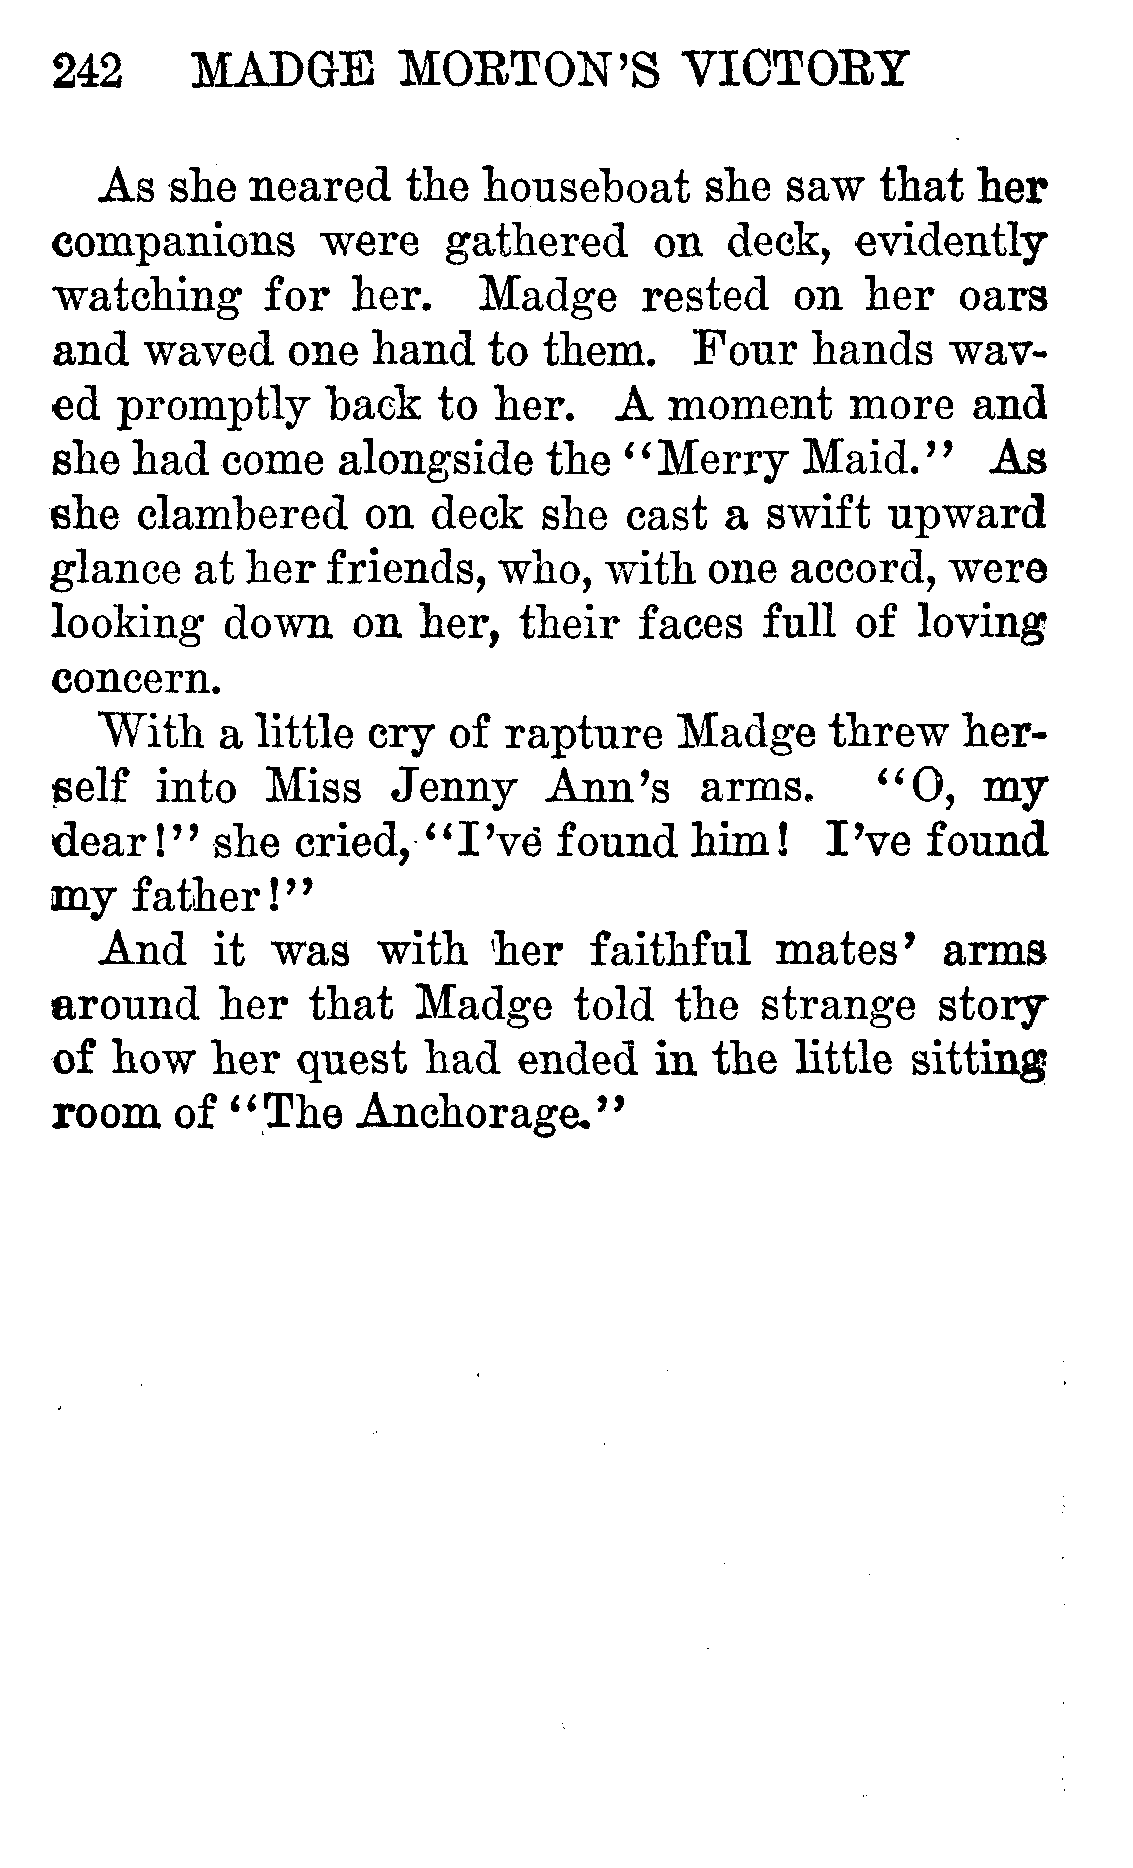 242 MADGE MORTON'S VICTORY
As she neared the houseboat she saw that her
companions were gathered on deck, evidently
watching for her. Madge rested on her oars
and waved one hand to them. Four hands wav-
ed promptly back to her. A moment more and
she had come alongside the "Merry Maid." As
she clambered on deck she cast a swift upward
glance at her friends, who, with one accord, were
looking down on her, their faces full of loving
concern.
With a little cry of rapture Madge threw her-
self into Miss Jenny Ann's arms. "O, my
dear!" she cried, "I've found him! I've found
my father!"
And it was with her faithful mates' arms
around her that Madge told the strange story
of how her quest had ended in the little sitting
room of "The Anchorage."